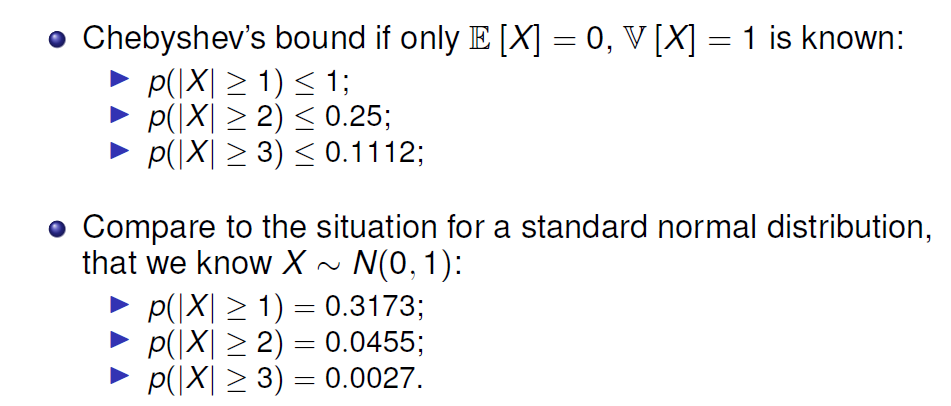 Chebyshev's bound if only 𝔼 [X] = 0, 𝕍 [X] = 1 is known:
p(|X| ≥ 1) ≤ 1;
p(|X| ≥ 2) ≤ 0.25;
p(|X| ≥ 3) ≤ 0.1112;
Compare to the situation for a standard normal distribution,
that we know X ∼ N(0, 1):
p(|X| ≥ 1) = 0.3173;
p(|X| ≥ 2) = 0.0455;
p(|X| ≥ 3) = 0.0027.